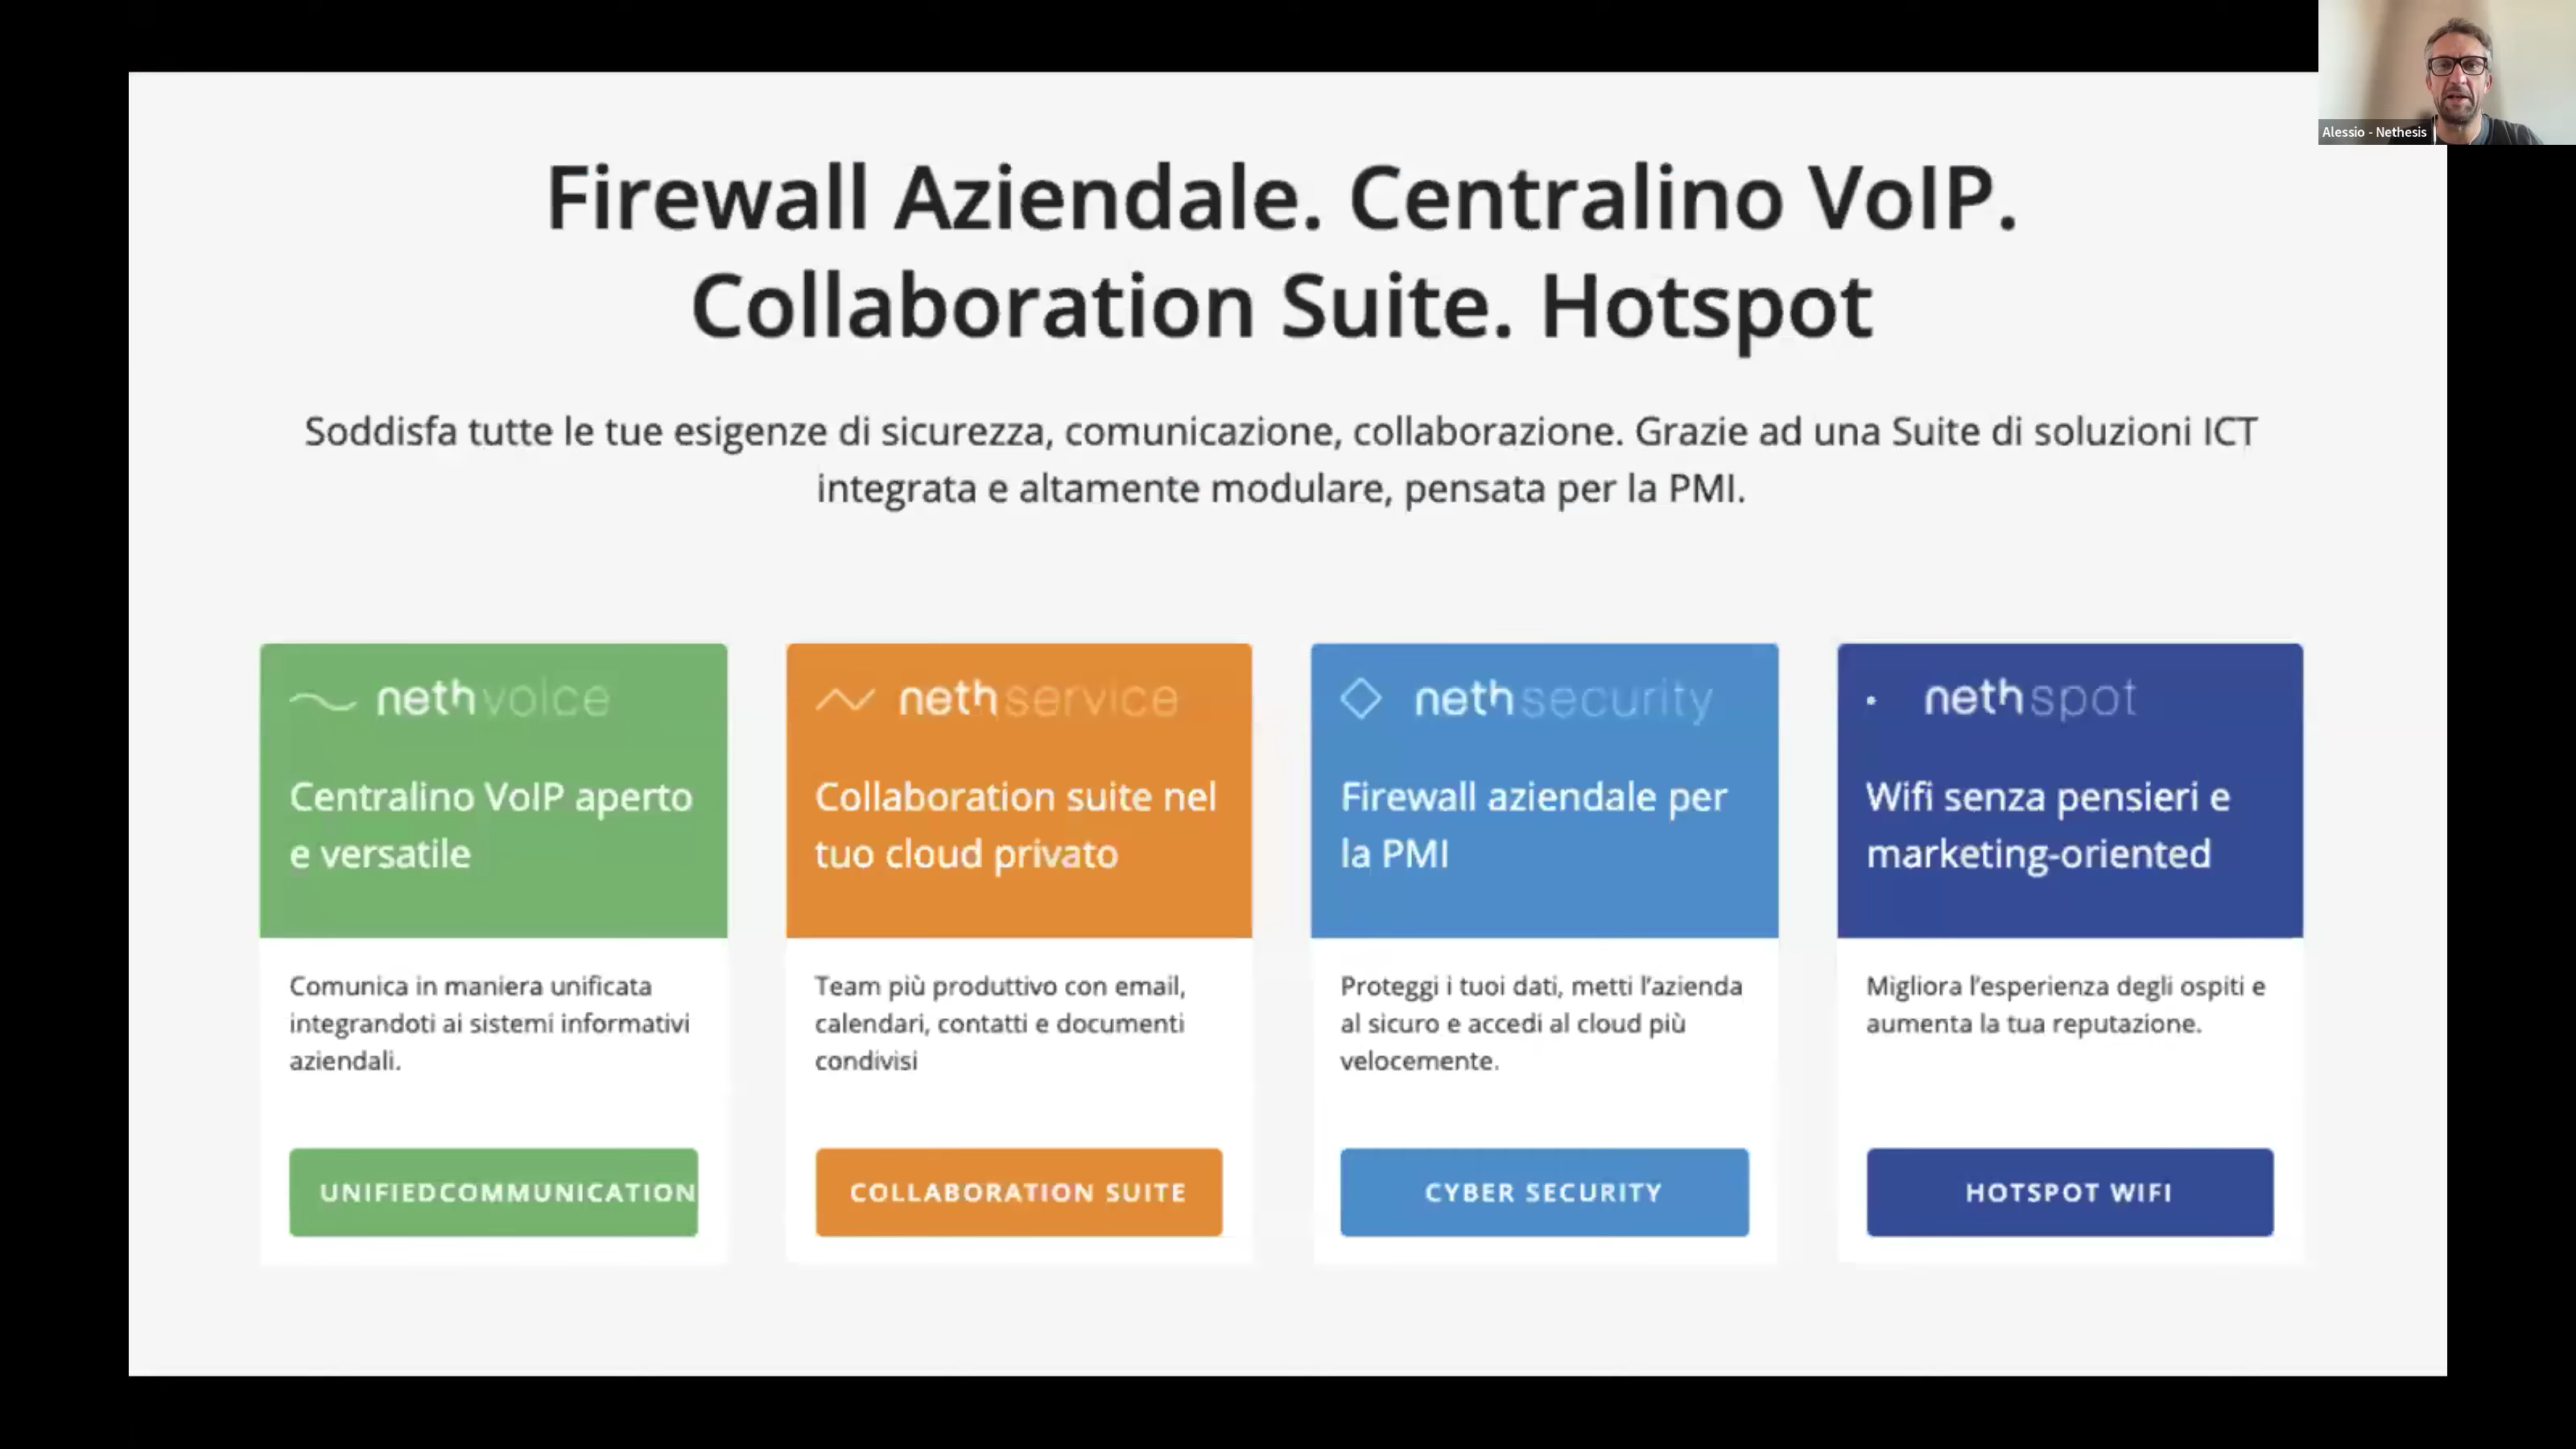 Alessio - Nethesis
Firewall Aziendale. Centralino VoIP.
Collaboration Suite. Hotspot
Soddisfa tutte le tue esigenze di sicurezza, comunicazione, collaborazione. Grazie ad una Suite di soluzioni ICT
integrata e altamente modulare, pensata per la PMI.
nethvoice
Centralino VoIP aperto
e versatile
Comunica in maniera unificata
integrandoti ai sistemi informativi
aziendali.
UNIFIEDCOMMUNICATION
nethservice
Collaboration suite nel
tuo cloud privato
Team più produttivo con email,
calendari, contatti e documenti
condivisi
COLLABORATION SUITE
nethsecurity
Firewall aziendale per
la PMI
Proteggi i tuoi dati, metti l'azienda
al sicuro e accedi al cloud più
velocemente.
CYBER SECURITY
nethspot
Wifi senza pensieri e
marketing-oriented
Migliora l'esperienza degli ospiti e
aumenta la tua reputazione.
HOTSPOT WIFI